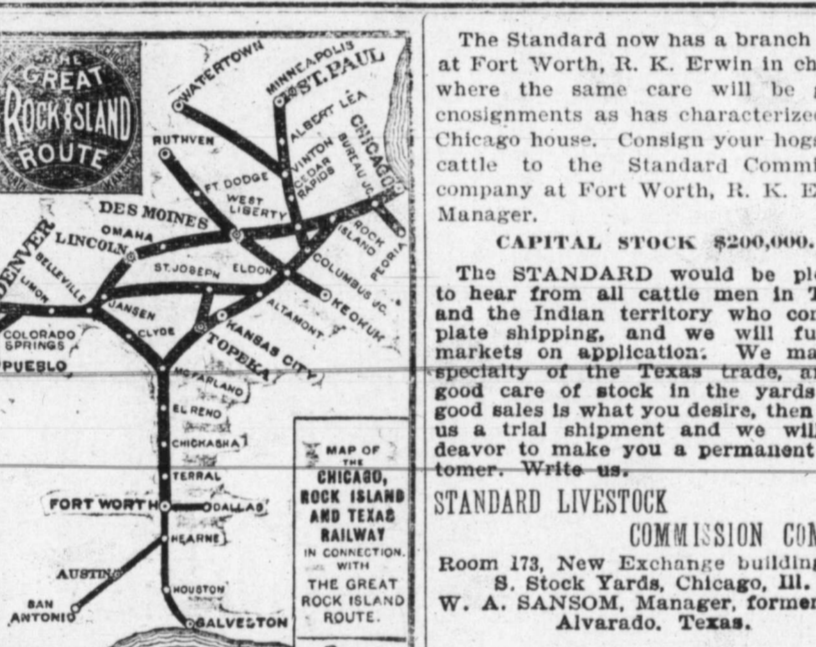 THE
GREAT
ROCK ISLAND
ROUTE
WATERTOWN
MINNEAPOLIS
ST. PAUL
ALBERT LEA
RUTHVEN
VINTON
CEDAR
RAPIDS
CHICAGO
BUREAU JC.
FT. DODGE
WEST
LIBERTY
DES MOINES
OMAHA
LINCOLN
ROCK
ISLAND
PEORIA
DENVER
BELLEVILLE
LIMON
ST. JOSEPH
ELDON
COLUMBUS JC.
KEOKUK
JANSEN
ALTAMONT
CLYDE
KANSAS CITY
TOPEKA
COLORADO
SPRINGS
PUEBLO
MCFARLAND
EL RENO
CHICKASHA
TERRAL
FORT WORTH
DALLAS
HEARNE
AUSTIN
HOUSTON
SAN
ANTONIO
GALVESTON
MAP OF
THE
CHICAGO,
ROCK ISLAND
AND TEXAS
RAILWAY
IN CONNECTION.
WITH
THE GREAT
ROCK ISLAND
ROUTE.
The Standard now has a branch
at Fort Worth, R. K. Erwin in ch
where the same care will be
cnosignments as has characterize
Chicago house. Consign your hogs
cattle to the Standard Commi
company at Fort Worth, R. K. E
Manager.
CAPITAL STOCK $200,000.
The STANDARD would be ple
to hear from all cattle men in T
and the Indian territory who con
plate shipping, and we will fu
markets on application. We ma
specialty of the Texas trade, a
good care of stock in the yards
good sales is what you desire, then
us a trial shipment and we wil
deavor to make you a permanent
tomer. Write us.
STANDARD LIVESTOCK
COMMISSION COM
Room 173, New Exchange building
S. Stock Yards, Chicago, Ill.
W. A. SANSOM, Manager, former
Alvarado. Texas.